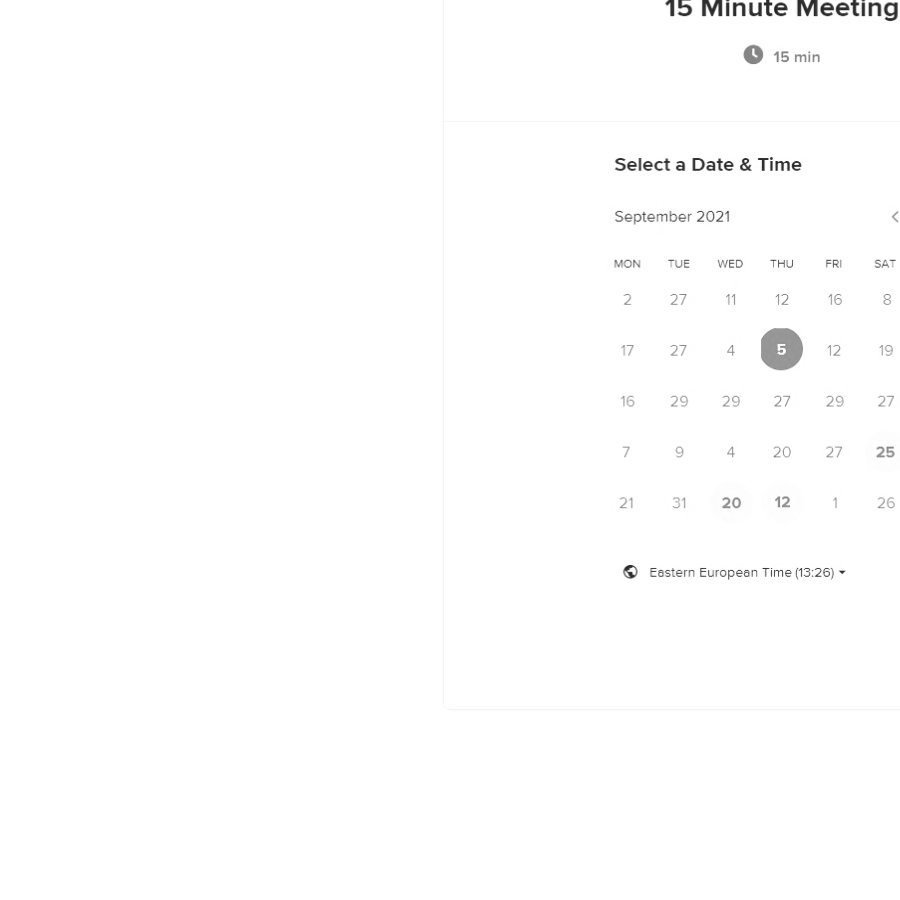 15 Minute Meeting
15 min
Select a Date & Time
September 2021
MON TUE WED THU FRI SAT
2 27 11 12 16 8
17 27 4 5 12 19
16 29 29 27 29 27
7 9 4 20 27 25
21 31 20 12 1 26
Eastern European Time (13:26)